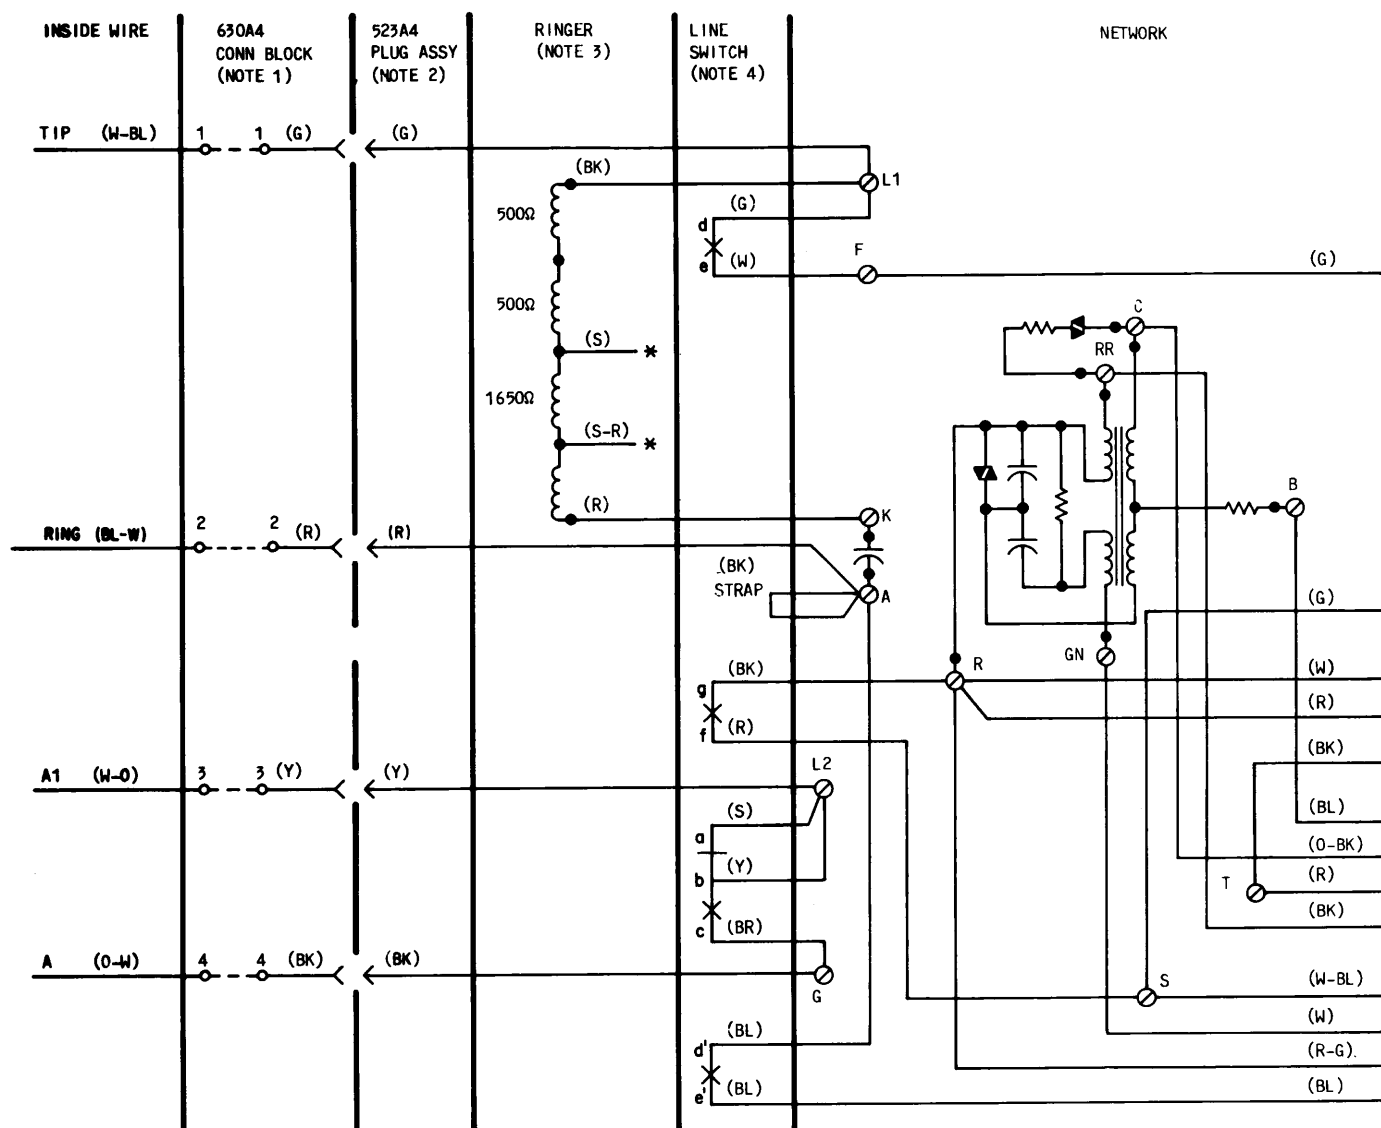 INSIDE WIRE
630A4
CONN BLOCK
(NOTE 1)
523A4
PLUG ASSY
(NOTE 2)
RINGER
(NOTE 3)
LINE
SWITCH
(NOTE 4)
NETWORK
TIP (W-BL) 1 1 (G) (G)
(BK) L1
500Ω
(G)
d
e (W) F (G)
500Ω
C
(S) *
RR
1650Ω
(S-R) *
B
(R) K
RING (BL-W) 2 2 (R) (R)
(BK)
STRAP A
(G)
GN
R
g (BK) (W)
(R)
f (R)
(BK)
A1 (W-O) 3 3 (Y) (Y) L2
(S) (BL)
a
(O-BK)
b (Y)
T (R)
(BK)
c (BR)
A (O-W) 4 4 (BK) (BK)
G S (W-BL)
(W)
d' (BL)
(R-G).
e' (BL) (BL)